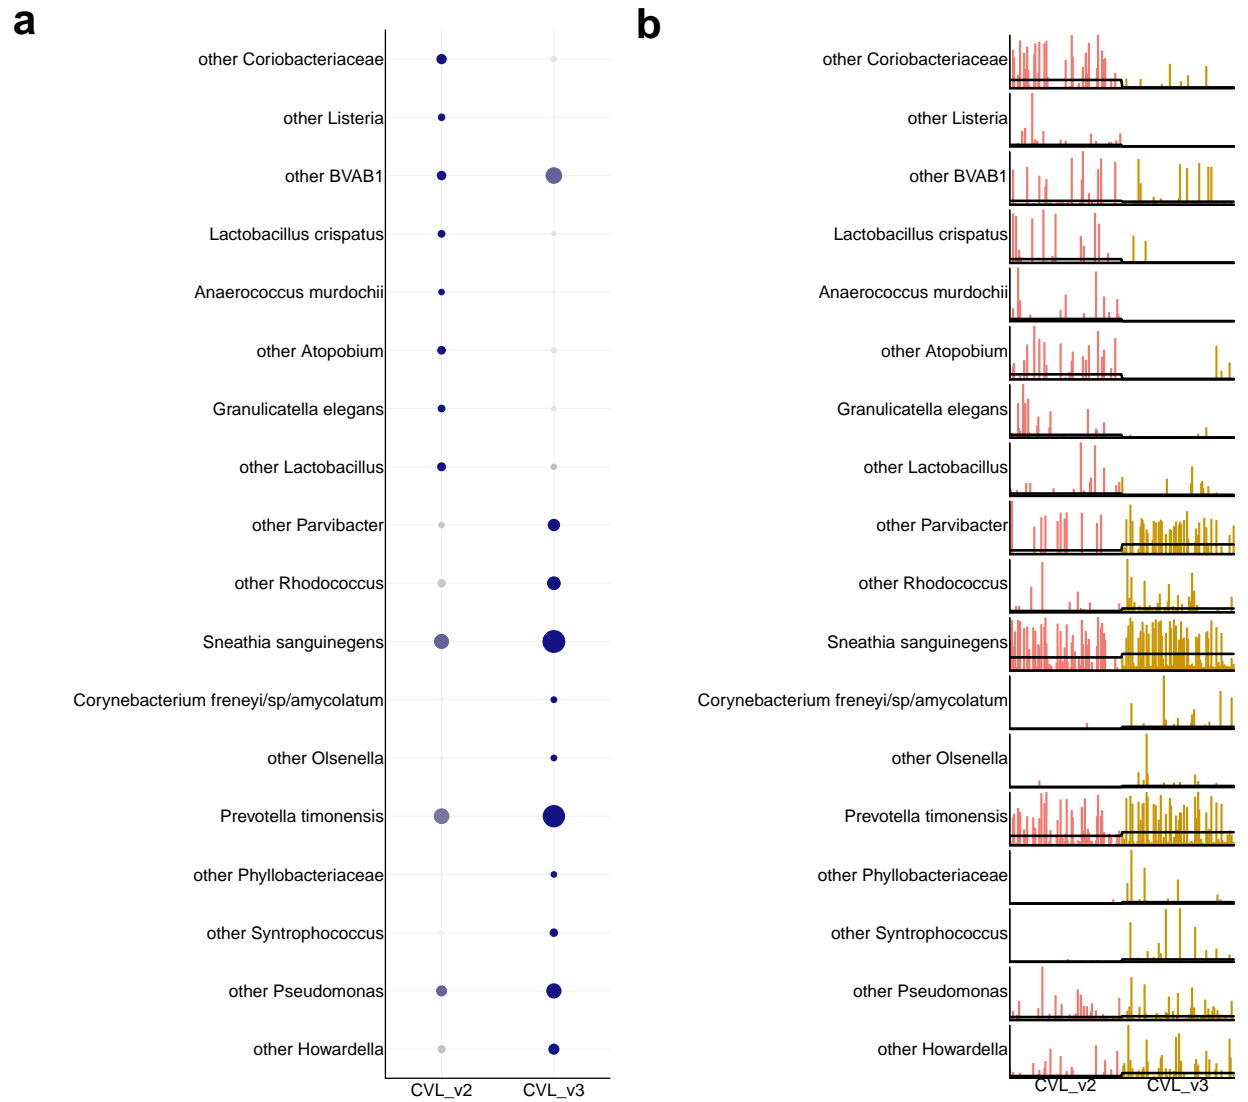 a
other Coriobacteriaceae
other Listeria
other BVAB1
Lactobacillus crispatus
Anaerococcus murdochii
other Atopobium
Granulicatella elegans
other Lactobacillus
other Parvibacter
other Rhodococcus
Sneathia sanguinegens
Corynebacterium freneyi/sp/amycolatum
other Olsenella
Prevotella timonensis
other Phyllobacteriaceae
other Syntrophococcus
other Pseudomonas
other Howardella
CVL_v2 CVL_v3
b
other Coriobacteriaceae
other Listeria
other BVAB1
Lactobacillus crispatus
Anaerococcus murdochii
other Atopobium
Granulicatella elegans
other Lactobacillus
other Parvibacter
other Rhodococcus
Sneathia sanguinegens
Corynebacterium freneyi/sp/amycolatum
other Olsenella
Prevotella timonensis
other Phyllobacteriaceae
other Syntrophococcus
other Pseudomonas
other Howardella
CVL_v2 CVL_v3